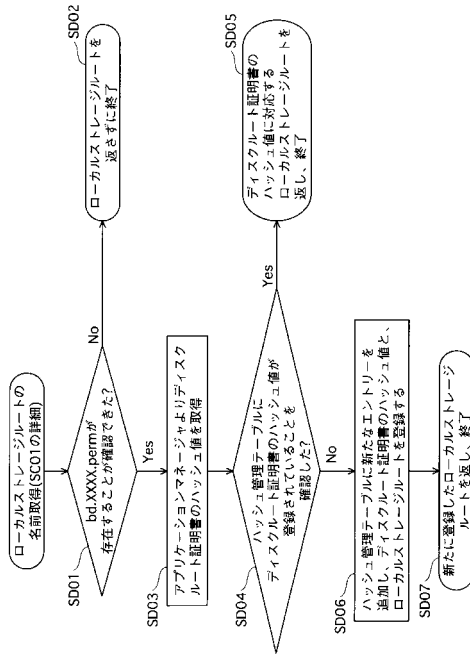 ローカルストレージルートの
名前取得(SC01の詳細)
SD01
bd.XXXX.permが
存在することが確認できた?
No
SD02
ローカルストレージルートを
返さずに終了
Yes
SD03
アプリケーションマネージャよりディスク
ルート証明書のハッシュ値を取得
SD04
ハッシュ管理テーブルに
ディスクルート証明書のハッシュ値が
登録されていることを
確認した?
Yes
SD05
ディスクルート証明書の
ハッシュ値に対応する
ローカルストレージルートを
返し、終了
No
SD06
ハッシュ管理テーブルに新たなエントリーを
追加し、ディスクルート証明書のハッシュ値と、
ローカルストレージルートを登録する
SD07
新たに登録したローカルストレージ
ルートを返し、終了